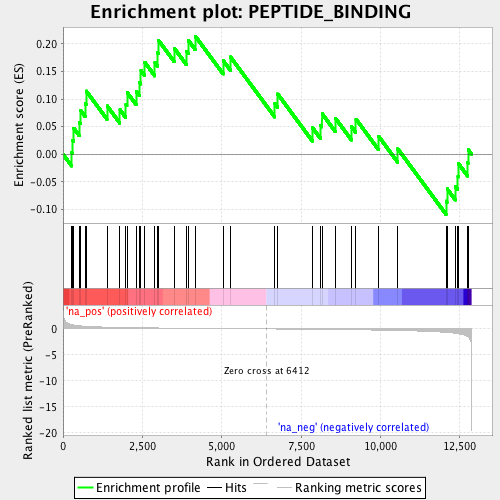 Enrichment plot: PEPTIDE_BINDING
Enrichment score (ES)
0.20
0.15
0.10
0.05
0.00
-0.05
-0.10
Ranked list metric (PreRanked)
'na_pos' (positively correlated)
0
-5
-10
-15
-20
Zero cross at 6412
'na_neg' (negatively correlated)
0
2,500
5,000
7,500
10,000
12,500
Rank in Ordered Dataset
Enrichment profile
Hits
Ranking metric scores